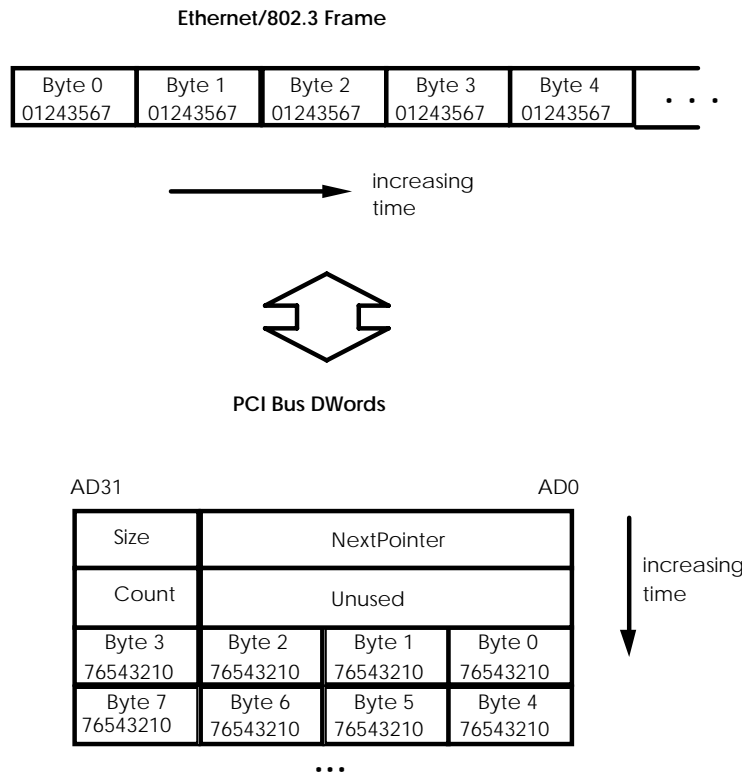 Ethernet/802.3 Frame
Byte 0 Byte 1 Byte 2 Byte 3 Byte 4
01243567 01243567 01243567 01243567 01243567 . . .
increasing
time
PCI Bus DWords
AD31 AD0
Size NextPointer
Count Unused
increasing
time
Byte 3 Byte 2 Byte 1 Byte 0
76543210 76543210 76543210 76543210
Byte 7 Byte 6 Byte 5 Byte 4
76543210 76543210 76543210 76543210
...